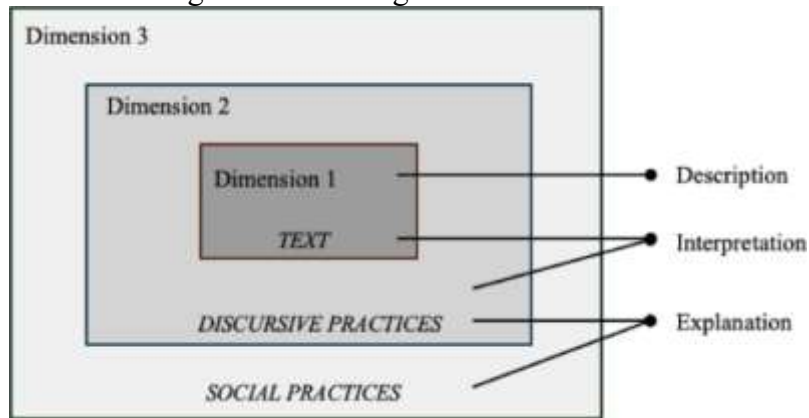 Dimension 3
Dimension 2
Dimension 1
Description
TEXT
Interpretation
DISCURSIVE PRACTICES
Explanation
SOCIAL PRACTICES